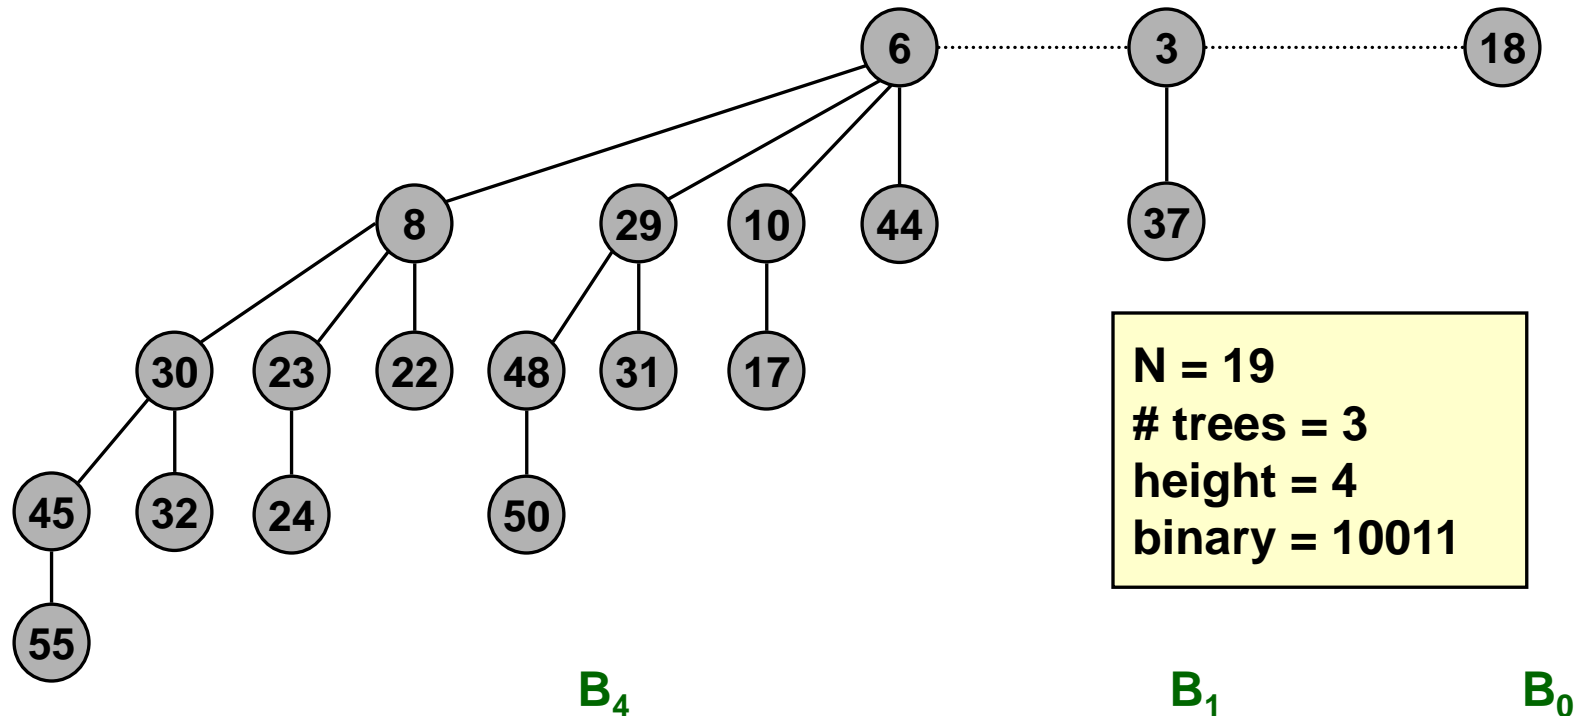 6 3 18
8 29 10 44 37
30 23 22 48 31 17
45 32 24 50
55
N = 19
# trees = 3
height = 4
binary = 10011
B₄ B₁ B₀